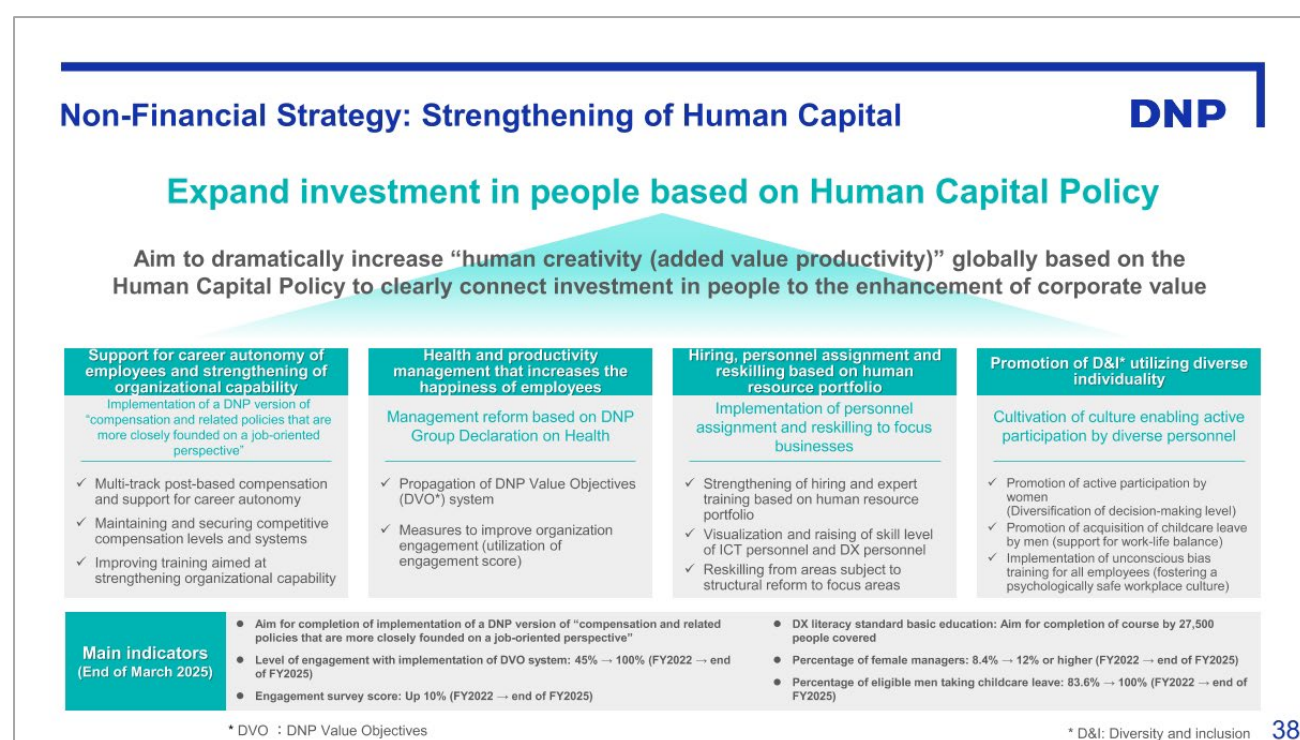 Non-Financial Strategy: Strengthening of Human Capital
DNP
Expand investment in people based on Human Capital Policy
Aim to dramatically increase “human creativity (added value productivity)” globally based on the
Human Capital Policy to clearly connect investment in people to the enhancement of corporate value
Support for career autonomy of
employees and strengthening of
organizational capability
Implementation of a DNP version of
“compensation and related policies that are
more closely founded on a job-oriented
perspective”
✓ Multi-track post-based compensation
and support for career autonomy
✓ Maintaining and securing competitive
compensation levels and systems
✓ Improving training aimed at
strengthening organizational capability
Health and productivity
management that increases the
happiness of employees
Management reform based on DNP
Group Declaration on Health
✓ Propagation of DNP Value Objectives
(DVO*) system
✓ Measures to improve organization
engagement (utilization of
engagement score)
Hiring, personnel assignment and
reskilling based on human
resource portfolio
Implementation of personnel
assignment and reskilling to focus
businesses
✓ Strengthening of hiring and expert
training based on human resource
portfolio
✓ Visualization and raising of skill level
of ICT personnel and DX personnel
✓ Reskilling from areas subject to
structural reform to focus areas
Promotion of D&I* utilizing diverse
individuality
Cultivation of culture enabling active
participation by diverse personnel
✓ Promotion of active participation by
women
(Diversification of decision-making level)
✓ Promotion of acquisition of childcare leave
by men (support for work-life balance)
✓ Implementation of unconscious bias
training for all employees (fostering a
psychologically safe workplace culture)
Main indicators
(End of March 2025)
● Aim for completion of implementation of a DNP version of “compensation and related
policies that are more closely founded on a job-oriented perspective”
● Level of engagement with implementation of DVO system: 45% → 100% (FY2022 → end
of FY2025)
● Engagement survey score: Up 10% (FY2022 → end of FY2025)
● DX literacy standard basic education: Aim for completion of course by 27,500
people covered
● Percentage of female managers: 8.4% → 12% or higher (FY2022 → end of FY2025)
● Percentage of eligible men taking childcare leave: 83.6% → 100% (FY2022 → end of
FY2025)
* DVO ：DNP Value Objectives
* D&I: Diversity and inclusion
38